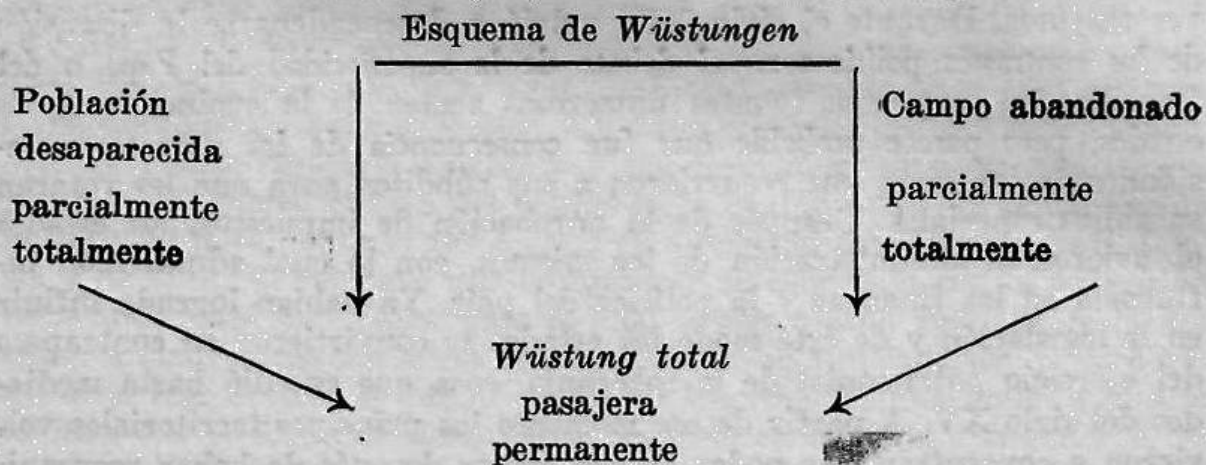 Esquema de Wüstungen
Población
desaparecida
parcialmente
totalmente
Campo abandonado
parcialmente
totalmente
Wüstung total
pasajera
permanente